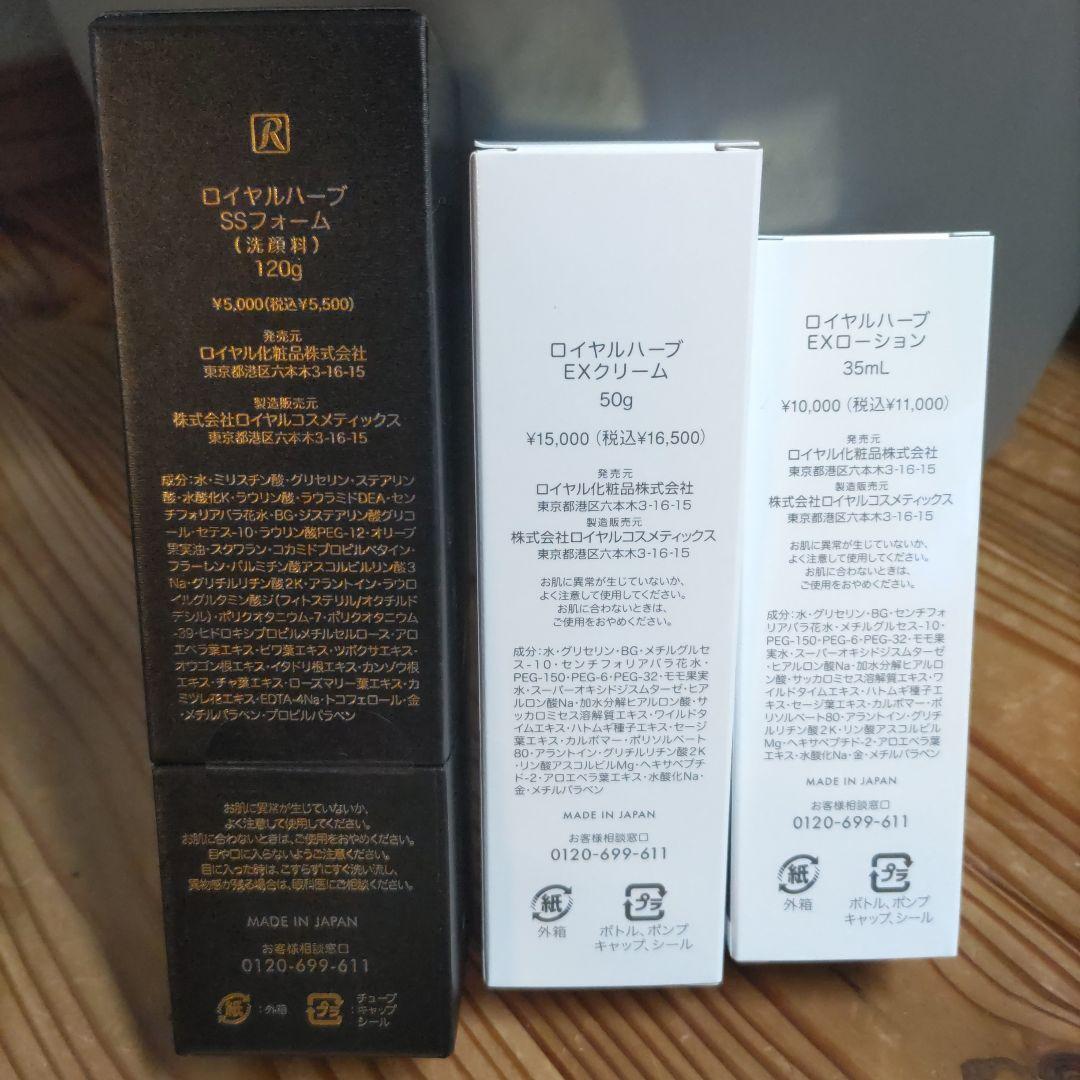 R
ロイヤルハーブ
SSフォーム
(洗顔料)
120g
¥5,000(税込¥5,500)
発売元
ロイヤル化粧品株式会社
東京都港区六本木3-16-15
製造販売元
株式会社ロイヤルコスメティックス
東京都港区六本木3-16-15
成分:水・ミリスチン酸・グリセリン・ステアリン
酸・水酸化K・ラウリン酸・ラウラミドDEA・セン
チフォリアバラ花水・BG・ジステアリン酸グリコ
ール・セテス-10・ラウリン酸PEG-12・オリーブ
果実油・スクワラン・コカミドプロピルベタイン・
フラーレン・パルミチン酸アスコルビルリン酸3
Na・グリチルリチン酸2K・アラントイン・ラウロ
イルグルタミン酸ジ(フィトステリル/オクチルド
デシル)・ポリクオタニウム-7・ポリクオタニウム
-39・ヒドロキシプロピルメチルセルロース・アロ
エベラ葉エキス・ビワ葉エキス・ツボクサエキス・
オウゴン根エキス・イタドリ根エキス・カンゾウ根
エキス・チャ葉エキス・ローズマリー葉エキス・カ
ミツレ花エキス・EDTA-4Na・トコフェロール・金
・メチルパラベン・プロピルパラベン
お肌に異常が生じていないか、
よく注意して使用してください。
お肌に合わないときは、ご使用をおやめください。
目や口に入らないようご注意ください。
目に入った時は、こすらずにすぐ洗い流し、
異物感が残る場合は、眼科医にご相談ください。
MADE IN JAPAN
お客様相談窓口
0120-699-611
紙
:外箱
プラ
チューブ
:キャップ
シール
ロイヤルハーブ
EXクリーム
50g
¥15,000(税込¥16,500)
発売元
ロイヤル化粧品株式会社
東京都港区六本木3-16-15
製造販売元
株式会社ロイヤルコスメティックス
東京都港区六本木3-16-15
お肌に異常が生じていないか、
よく注意して使用してください。
お肌に合わないときは、
ご使用をおやめください。
成分:水・グリセリン・BG・メチルグルセ
ス-10・センチフォリアバラ花水・
PEG-150・PEG-6・PEG-32・モモ果実
水・スーパーオキシドジスムターゼ・ヒア
ルロン酸Na・加水分解ヒアルロン酸・サ
ッカロミセス溶解質エキス・ワイルドタ
イムエキス・ハトムギ種子エキス・セージ
葉エキス・カルボマー・ポリソルベート
80・アラントイン・グリチルリチン酸2K
・リン酸アスコルビルMg・ヘキサペプチ
ド-2・アロエベラ葉エキス・水酸化Na・
金・メチルパラベン
MADE IN JAPAN
お客様相談窓口
0120-699-611
紙
外箱
プラ
ボトル、ポンプ
キャップ、シール
ロイヤルハーブ
EXローション
35mL
¥10,000(税込¥11,000)
発売元
ロイヤル化粧品株式会社
東京都港区六本木3-16-15
製造販売元
株式会社ロイヤルコスメティックス
東京都港区六本木3-16-15
お肌に異常が生じていないか、
よく注意して使用してください。
お肌に合わないときは、
ご使用をおやめください。
成分:水・グリセリン・BG・センチフォ
リアバラ花水・メチルグルセス-10・
PEG-150・PEG-6・PEG-32・モモ果
実水・スーパーオキシドジスムターゼ
・ヒアルロン酸Na・加水分解ヒアルロ
ン酸・サッカロミセス溶解質エキス・ワ
イルドタイムエキス・ハトムギ種子エ
キス・セージ葉エキス・カルボマー・ポ
リソルベート80・アラントイン・グリチ
ルリチン酸2K・リン酸アスコルビル
Mg・ヘキサペプチド-2・アロエベラ葉
エキス・水酸化Na・金・メチルパラベン
MADE IN JAPAN
お客様相談窓口
0120-699-611
紙
外箱
プラ
ボトル、ポンプ
キャップ、シール